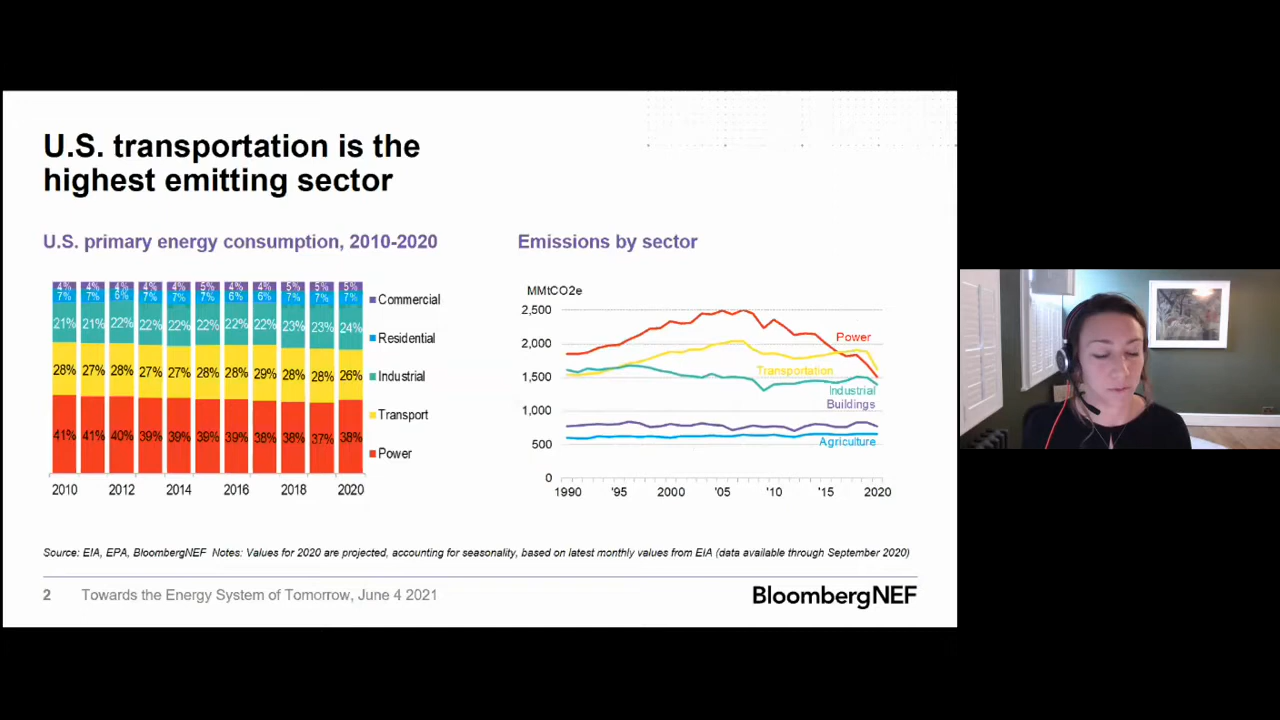 U.S. transportation is the
highest emitting sector
U.S. primary energy consumption, 2010-2020
4% 4% 4% 4% 4% 5% 4% 4% 5% 5% 5%
7% 7% 6% 7% 7% 7% 6% 6% 7% 7% 7%
21% 21% 22% 22% 22% 22% 22% 22% 23% 23% 24%
28% 27% 28% 27% 27% 28% 28% 29% 28% 28% 26%
41% 41% 40% 39% 39% 39% 39% 38% 38% 37% 38%
2010 2012 2014 2016 2018 2020
Commercial
Residential
Industrial
Transport
Power
Emissions by sector
MMtCO2e
2,500
2,000
1,500
1,000
500
0
Power
Transportation
Industrial
Buildings
Agriculture
1990 '95 2000 '05 '10 '15 2020
Source: EIA, EPA, BloombergNEF Notes: Values for 2020 are projected, accounting for seasonality, based on latest monthly values from EIA (data available through September 2020)
2 Towards the Energy System of Tomorrow, June 4 2021
BloombergNEF